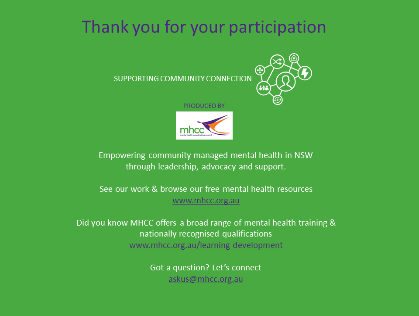 Thank you for your participation
SUPPORTING COMMUNITY CONNECTION
PRODUCED BY
mhcc
Empowering community managed mental health in NSW
through leadership, advocacy and support.
See our work & browse our free mental health resources
www.mhcc.org.au
Did you know MHCC offers a broad range of mental health training &
nationally recognised qualifications
www.mhcc.org.au/learning development
Got a question? Let's connect
askus@mhcc.org.au